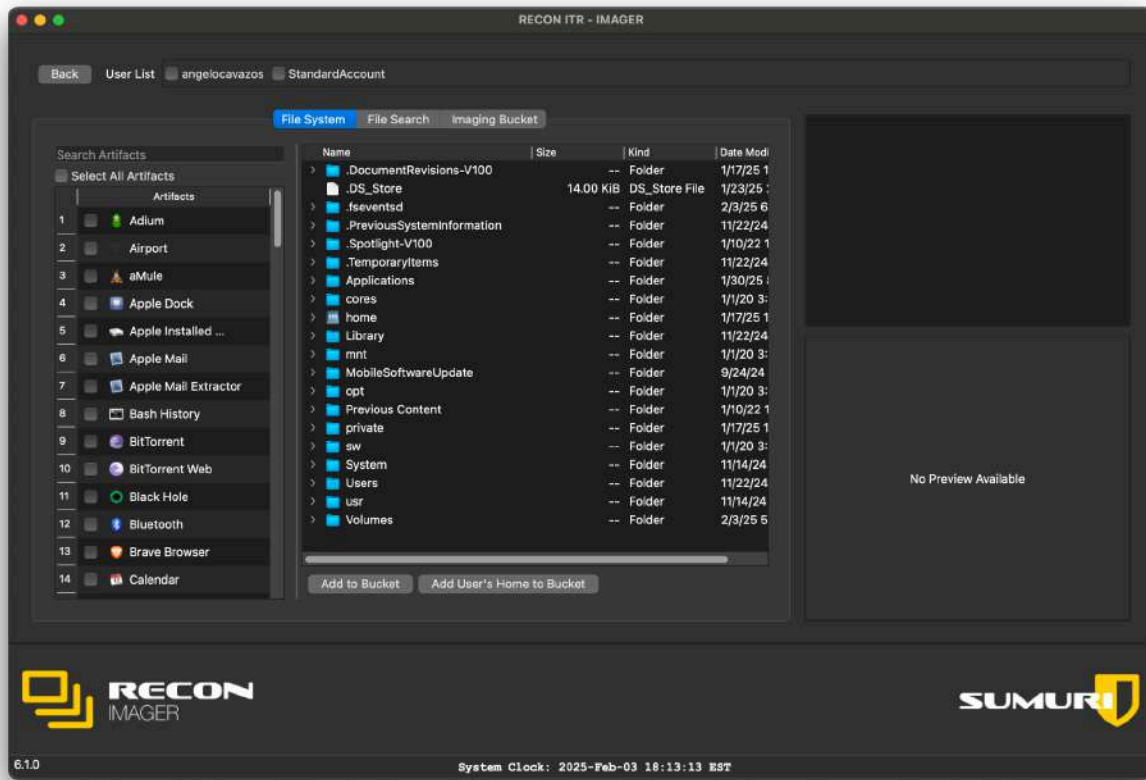 RECON ITR - IMAGER
Back User List angelocavazos StandardAccount
File System File Search Imaging Bucket
Search Artifacts
Select All Artifacts
Artifacts
1 Adium
2 Airport
3 aMule
4 Apple Dock
5 Apple Installed ...
6 Apple Mail
7 Apple Mail Extractor
8 Bash History
9 BitTorrent
10 BitTorrent Web
11 Black Hole
12 Bluetooth
13 Brave Browser
14 Calendar
Name Size Kind Date Modi
.DocumentRevisions-V100 -- Folder 1/17/25 1
.DS_Store 14.00 KiB DS_Store File 1/23/25
.fseventsd -- Folder 2/3/25 6
.PreviousSystemInformation -- Folder 11/22/24
.Spotlight-V100 -- Folder 1/10/22 1
.TemporaryItems -- Folder 11/22/24
Applications -- Folder 1/30/25
cores -- Folder 1/1/20 3:
home -- Folder 1/17/25 1
Library -- Folder 11/22/24
mnt -- Folder 1/1/20 3:
MobileSoftwareUpdate -- Folder 9/24/24
opt -- Folder 1/1/20 3:
Previous Content -- Folder 1/10/22 1
private -- Folder 1/17/25 1
sw -- Folder 1/1/20 3:
System -- Folder 11/14/24
Users -- Folder 11/22/24
usr -- Folder 11/14/24
Volumes -- Folder 2/3/25 5
Add to Bucket Add User's Home to Bucket
No Preview Available
RECON
IMAGER
SUMURI
6.1.0
System Clock: 2025-Feb-03 18:13:13 EST